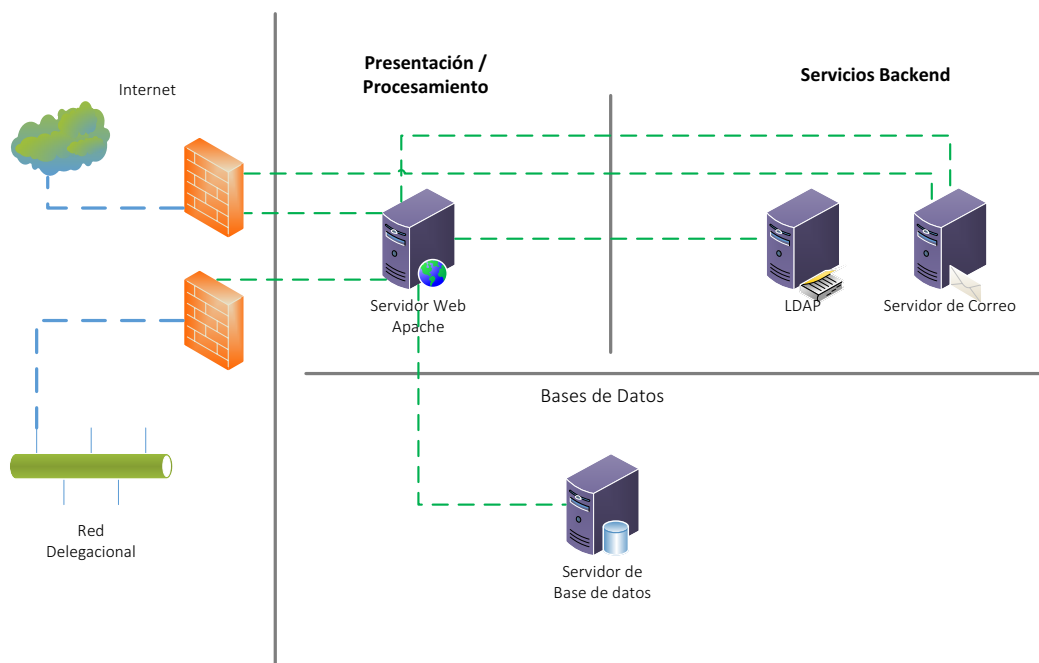 Internet
Presentación /
Procesamiento
Servicios Backend
Servidor Web
Apache
LDAP
Servidor de Correo
Bases de Datos
Red
Delegacional
Servidor de
Base de datos